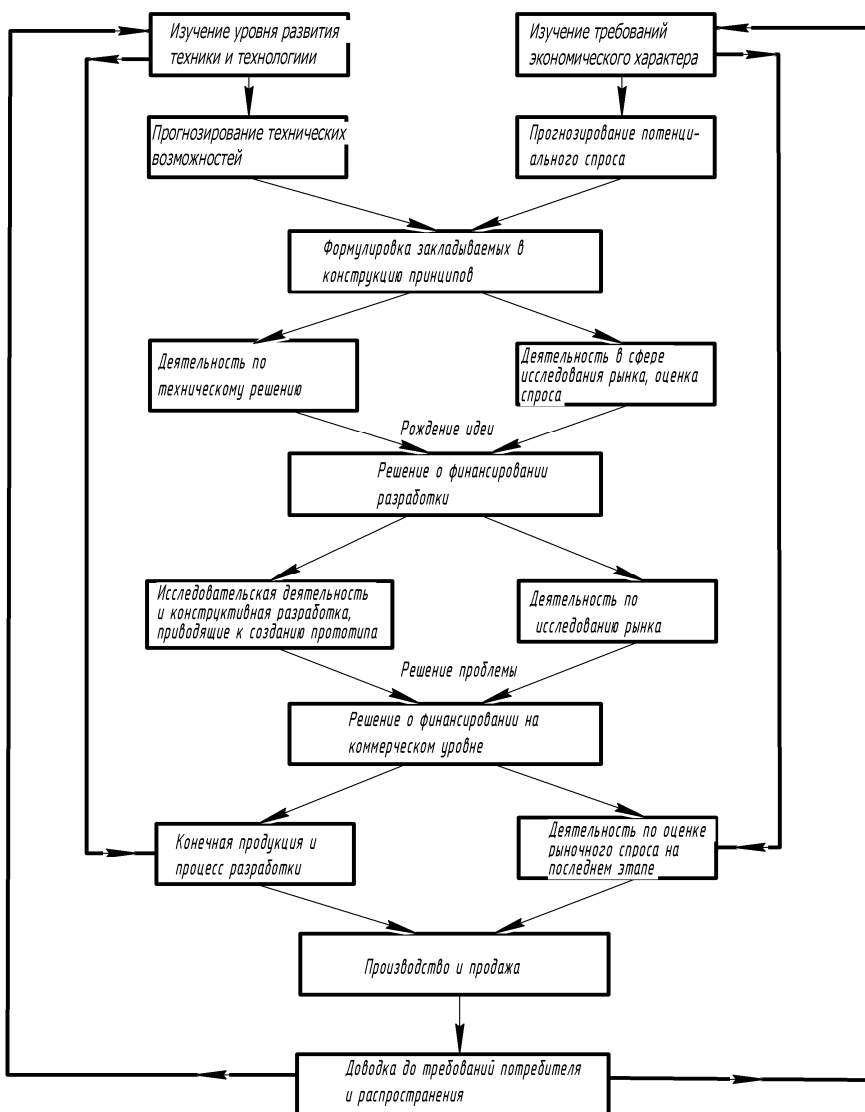 Изучение уровня развития
техники и технологиии
Изучение требований
экономического характера
Прогнозирование технических
возможностей
Прогнозирование потенци-
ального спроса
Формулировка закладываемых в
конструкцию принципов
Деятельность по
техническому решению
Деятельность в сфере
исследования рынка, оценка
спроса
Рождение идеи
Решение о финансировании
разработки
Исследовательская деятельность
и конструктивная разработка,
приводящие к созданию прототипа
Деятельность по
исследованию рынка
Решение проблемы
Решение о финансировании на
коммерческом уровне
Конечная продукция и
процесс разработки
Деятельность по оценке
рыночного спроса на
последнем этапе
Производство и продажа
Доводка до требований потребителя
и распространения